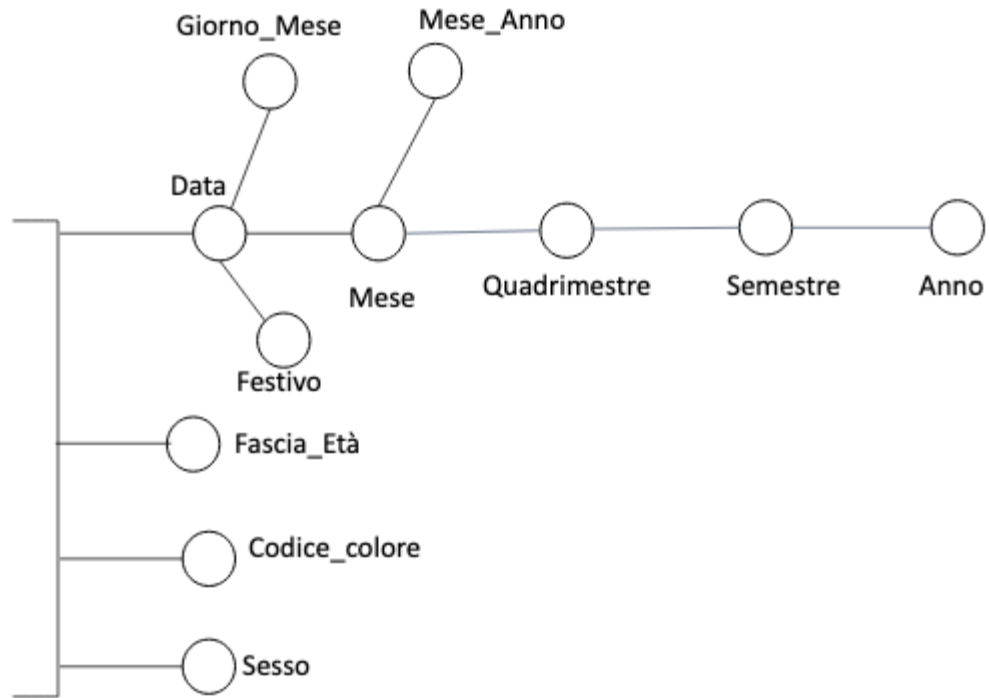 Giorno_Mese
Mese_Anno
Data
Mese
Quadrimestre
Semestre
Anno
Festivo
Fascia_Età
Codice_colore
Sesso